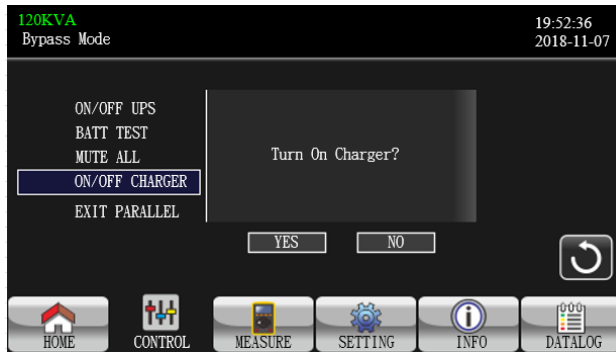 120KVA
Bypass Mode
19:52:36
2018-11-07
ON/OFF UPS
BATT TEST
MUTE ALL
ON/OFF CHARGER
EXIT PARALLEL
Turn On Charger?
YES
NO
HOME
CONTROL
MEASURE
SETTING
INFO
DATALOG